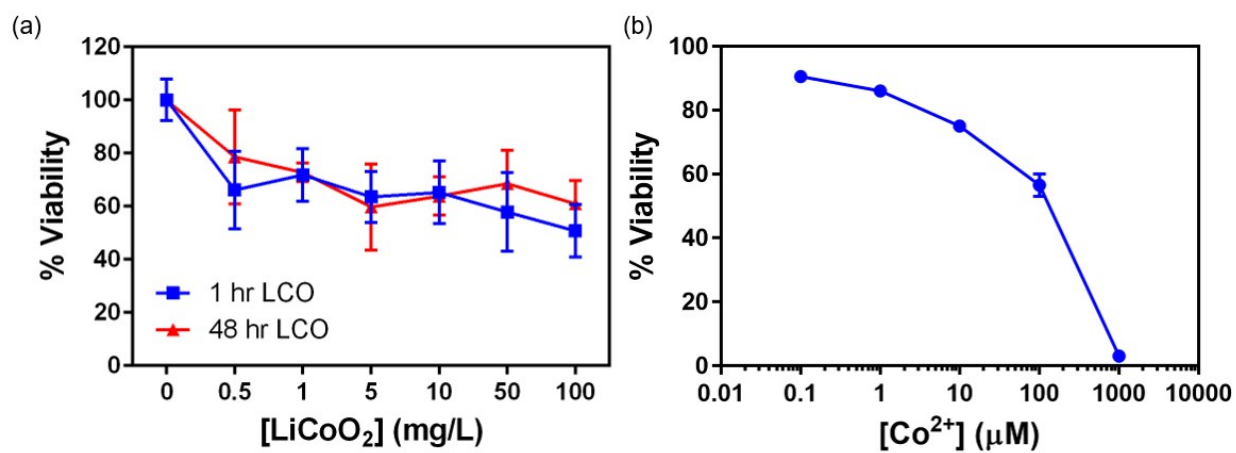 (a)
120
100
80
60
40
20
0
% Viability
1 hr LCO
48 hr LCO
0 0.5 1 5 10 50 100
[LiCoO₂] (mg/L)
(b)
100
80
60
40
20
0
% Viability
0.01 0.1 1 10 100 1000 10000
[Co²⁺] (μM)